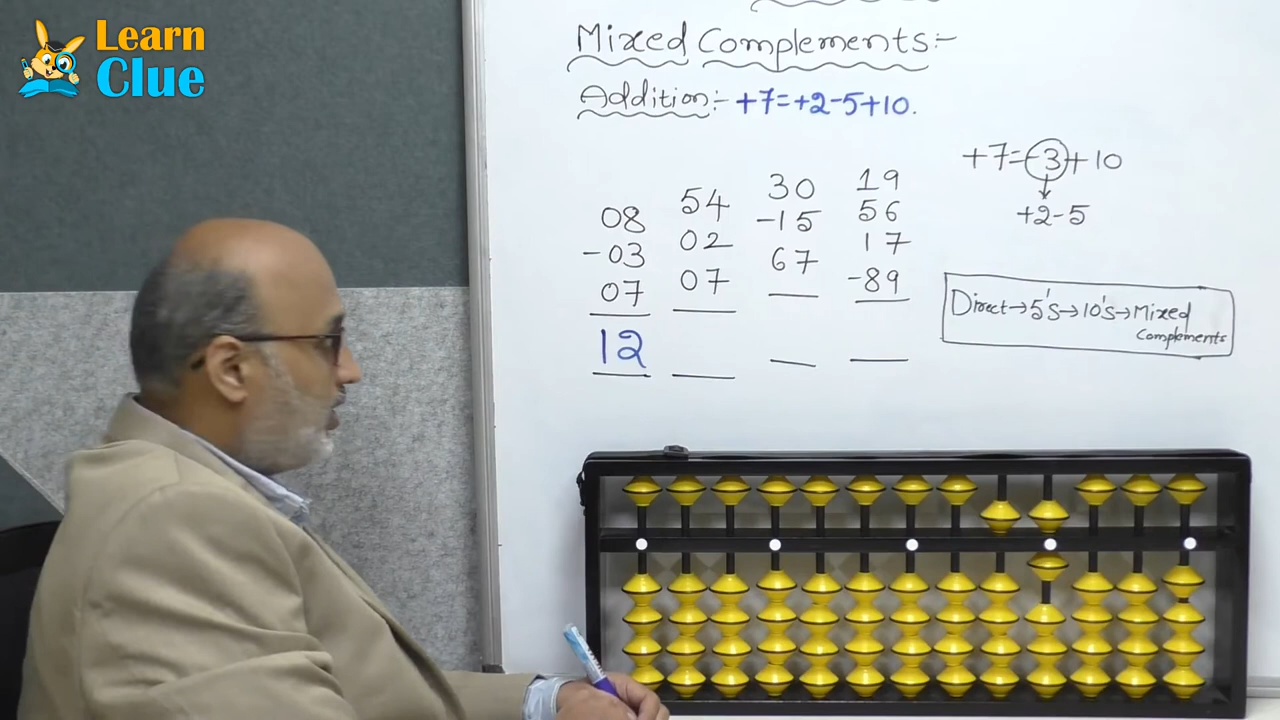 Learn
Clue
Mixed Complements:-
Addition:- +7=+2-5+10.
+7=-3+10
+2-5
08
-03
07
12
54
02
07
30
-15
67
19
56
17
-89
Direct→5's→10's→Mixed
Complements